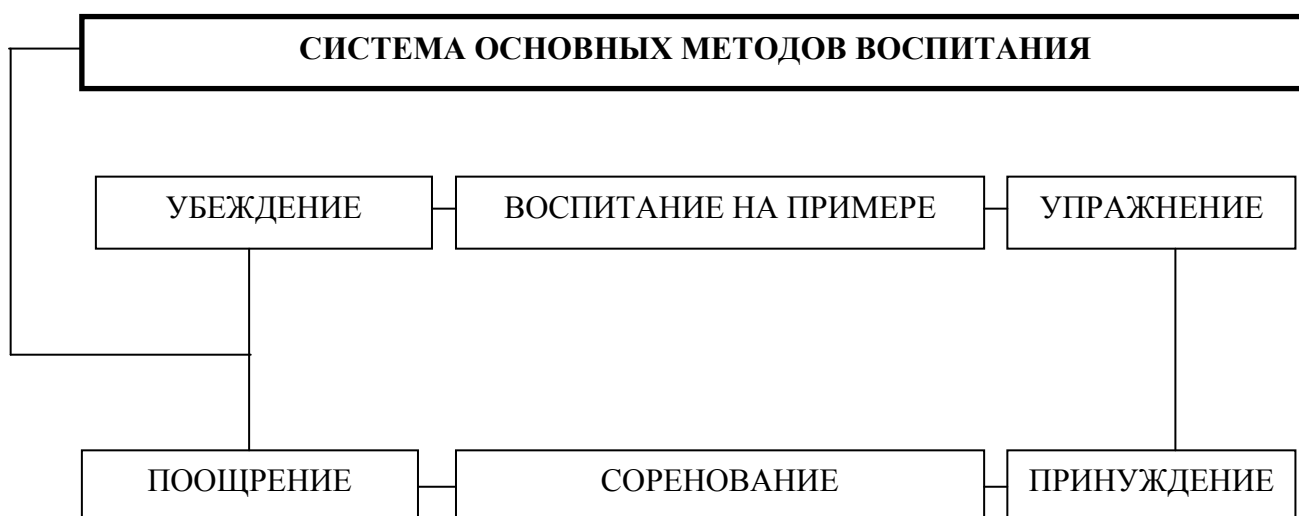 СИСТЕМА ОСНОВНЫХ МЕТОДОВ ВОСПИТАНИЯ
УБЕЖДЕНИЕ
ВОСПИТАНИЕ НА ПРИМЕРЕ
УПРАЖНЕНИЕ
ПООЩРЕНИЕ
СОРЕНОВАНИЕ
ПРИНУЖДЕНИЕ